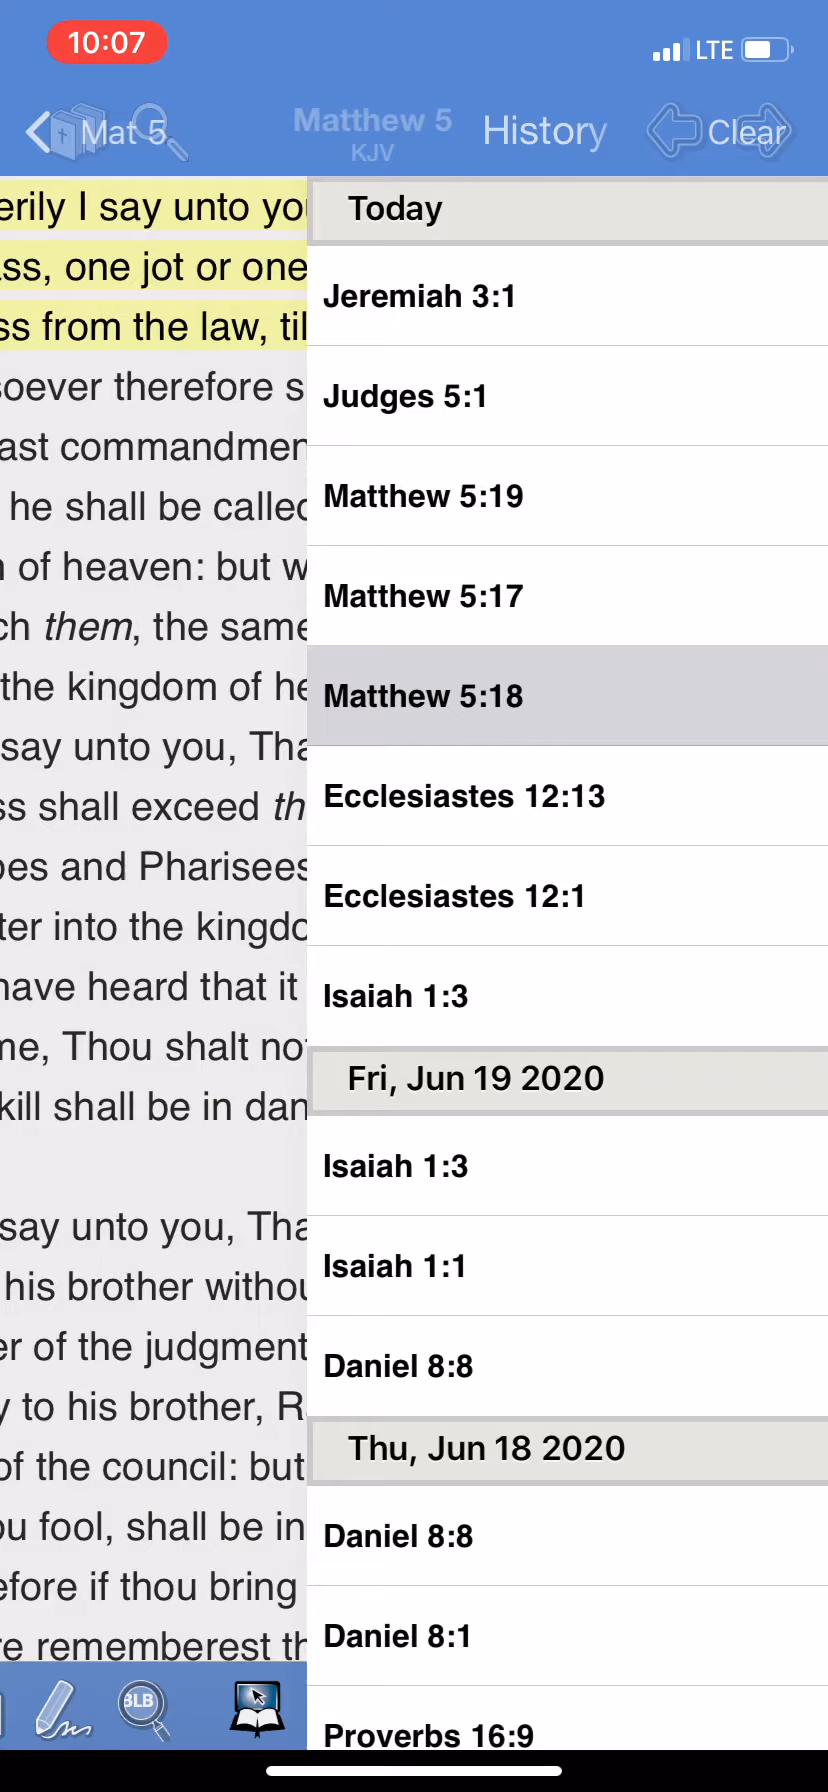 10:07
LTE
Mat 5
Matthew 5
KJV
History
Clear
erily I say unto you
ss, one jot or one
ss from the law, til
soever therefore s
ast commandmen
he shall be called
of heaven: but w
ch them, the same
the kingdom of he
say unto you, Tha
ss shall exceed th
bes and Pharisees
ter into the kingdo
have heard that it
me, Thou shalt not
kill shall be in dan
say unto you, Tha
his brother withou
er of the judgment
y to his brother, R
of the council: but
ou fool, shall be in
efore if thou bring
re rememberest th
BLB
Today
Jeremiah 3:1
Judges 5:1
Matthew 5:19
Matthew 5:17
Matthew 5:18
Ecclesiastes 12:13
Ecclesiastes 12:1
Isaiah 1:3
Fri, Jun 19 2020
Isaiah 1:3
Isaiah 1:1
Daniel 8:8
Thu, Jun 18 2020
Daniel 8:8
Daniel 8:1
Proverbs 16:9